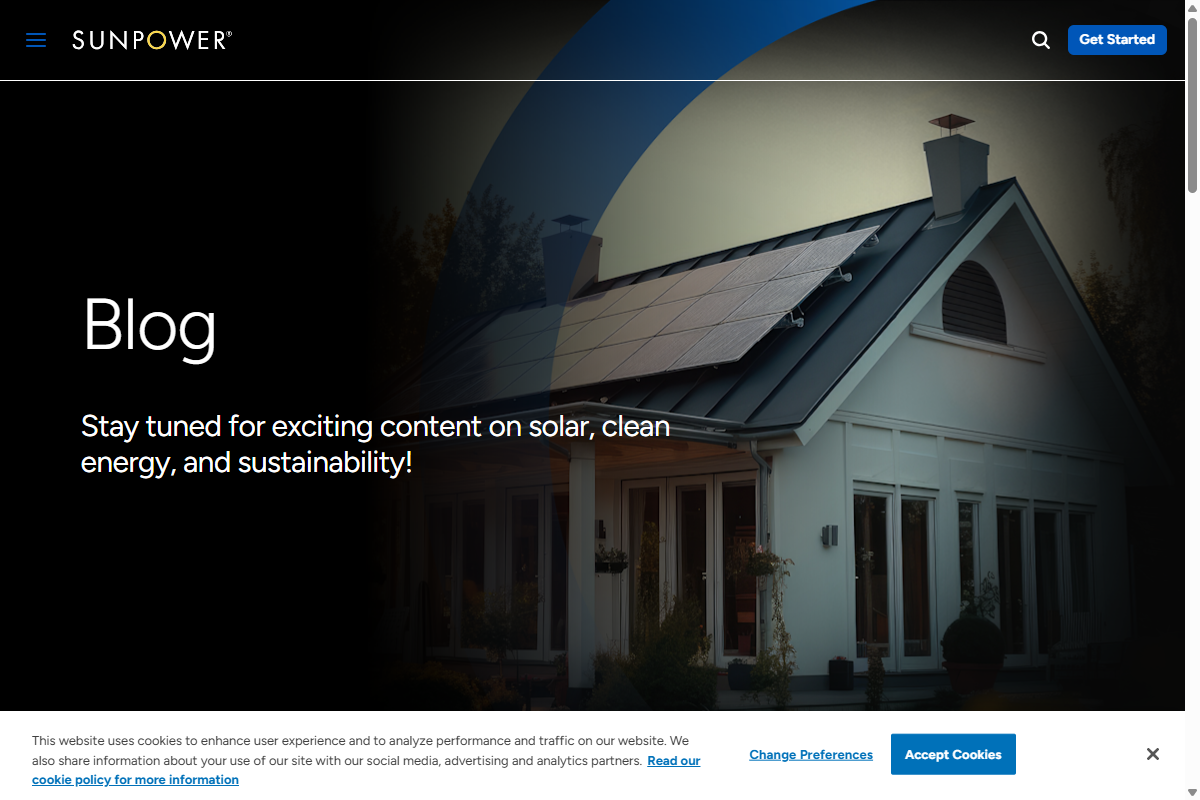 SUNPOWER®
Get Started
Blog
Stay tuned for exciting content on solar, clean
energy, and sustainability!
This website uses cookies to enhance user experience and to analyze performance and traffic on our website. We
also share information about your use of our site with our social media, advertising and analytics partners. Read our
cookie policy for more information
Change Preferences
Accept Cookies